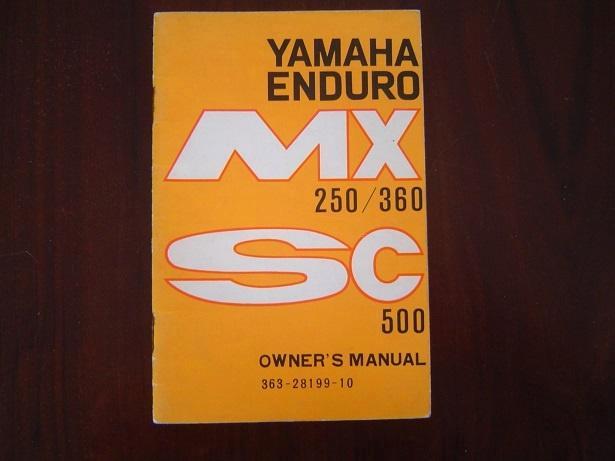 YAMAHA
ENDURO
MX
250/360
SC
500
OWNER'S MANUAL
363-28199-10